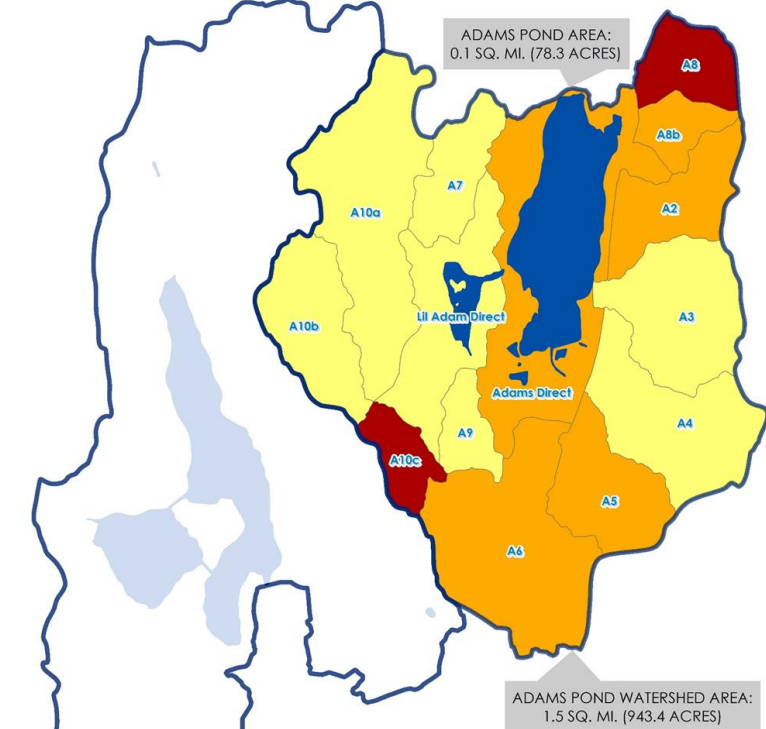 ADAMS POND AREA:
0.1 SQ. MI. (78.3 ACRES)
A8
A8b
A7
A10a
A2
A3
Lil Adam Direct
A10b
Adams Direct
A4
A9
A10c
A5
A6
ADAMS POND WATERSHED AREA:
1.5 SQ. MI. (943.4 ACRES)